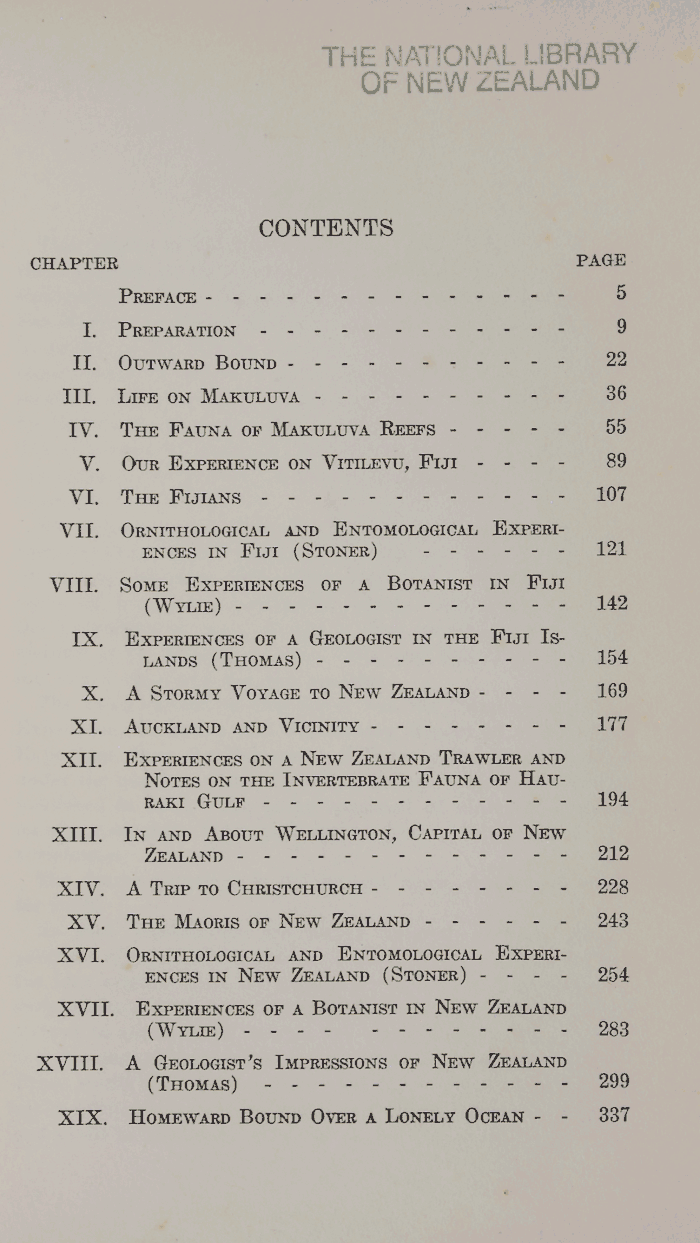 THE NATIONAL LIBRARY
OF NEW ZEALAND
CONTENTS
CHAPTER PAGE
PREFACE - - - - - - - - - - - - - - 5
I. PREPARATION - - - - - - - - - - - - 9
II. OUTWARD BOUND - - - - - - - - - - - 22
III. LIFE ON MAKULUVA - - - - - - - - - - 36
IV. THE FAUNA OF MAKULUVA REEFS - - - - - 55
V. OUR EXPERIENCE ON VITILEVU, FIJI - - - - 89
VI. THE FIJIANS - - - - - - - - - - - - 107
VII. ORNITHOLOGICAL AND ENTOMOLOGICAL EXPERI-
ENCES IN FIJI (STONER) - - - - - - 121
VIII. SOME EXPERIENCES OF A BOTANIST IN FIJI
(WYLIE) - - - - - - - - - - - - - 142
IX. EXPERIENCES OF A GEOLOGIST IN THE FIJI IS-
LANDS (THOMAS) - - - - - - - - - - 154
X. A STORMY VOYAGE TO NEW ZEALAND - - - - 169
XI. AUCKLAND AND VICINITY - - - - - - - - 177
XII. EXPERIENCES ON A NEW ZEALAND TRAWLER AND
NOTES ON THE INVERTEBRATE FAUNA OF HAU-
RAKI GULF - - - - - - - - - - - - 194
XIII. IN AND ABOUT WELLINGTON, CAPITAL OF NEW
ZEALAND - - - - - - - - - - - - - 212
XIV. A TRIP TO CHRISTCHURCH - - - - - - - - 228
XV. THE MAORIS OF NEW ZEALAND - - - - - - 243
XVI. ORNITHOLOGICAL AND ENTOMOLOGICAL EXPERI-
ENCES IN NEW ZEALAND (STONER) - - - - 254
XVII. EXPERIENCES OF A BOTANIST IN NEW ZEALAND
(WYLIE) - - - - - - - - - - - - 283
XVIII. A GEOLOGIST'S IMPRESSIONS OF NEW ZEALAND
(THOMAS) - - - - - - - - - - - - 299
XIX. HOMEWARD BOUND OVER A LONELY OCEAN - - 337